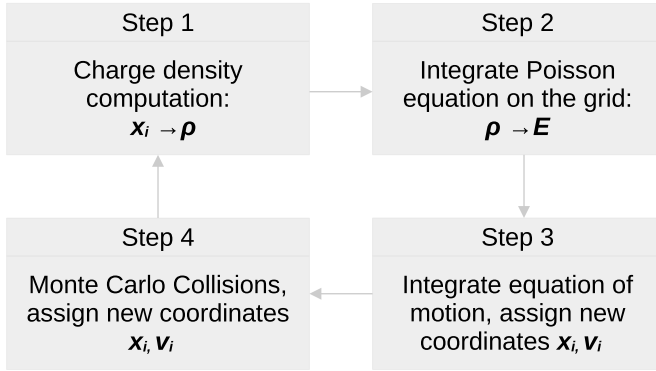 Step 1
Charge density
computation:
xᵢ →ρ
Step 2
Integrate Poisson
equation on the grid:
ρ →E
Step 3
Integrate equation of
motion, assign new
coordinates xᵢ, vᵢ
Step 4
Monte Carlo Collisions,
assign new coordinates
xᵢ, vᵢ